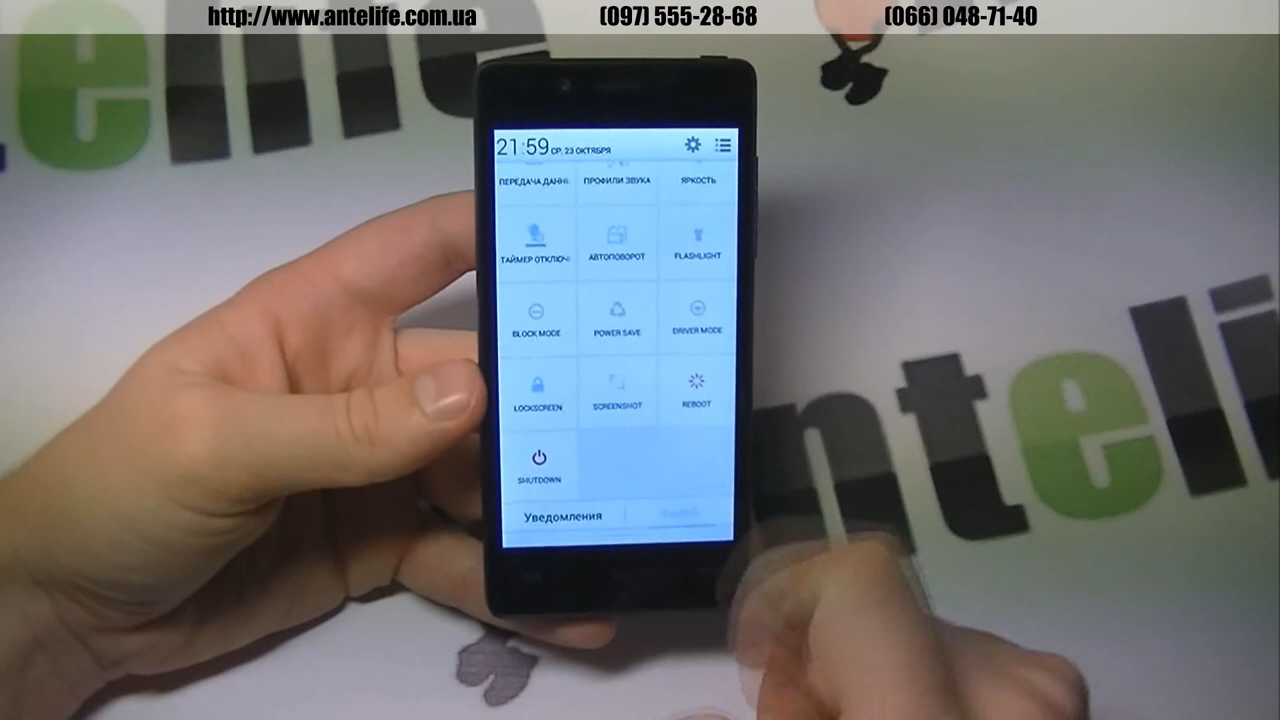 http://www.antelife.com.ua (097) 555-28-68 (066) 048-71-40
21:59 СР, 23 ОКТЯБРЯ
ПЕРЕДАЧА ДАНН ПРОФИЛИ ЗВУКА ЯРКОСТЬ
ТАЙМЕР ОТКЛЮЧ АВТОПОВОРОТ FLASHLIGHT
BLOCK MODE POWER SAVE DRIVER MODE
LOCKSCREEN SCREENSHOT REBOOT
SHUTDOWN
Уведомления
anteli